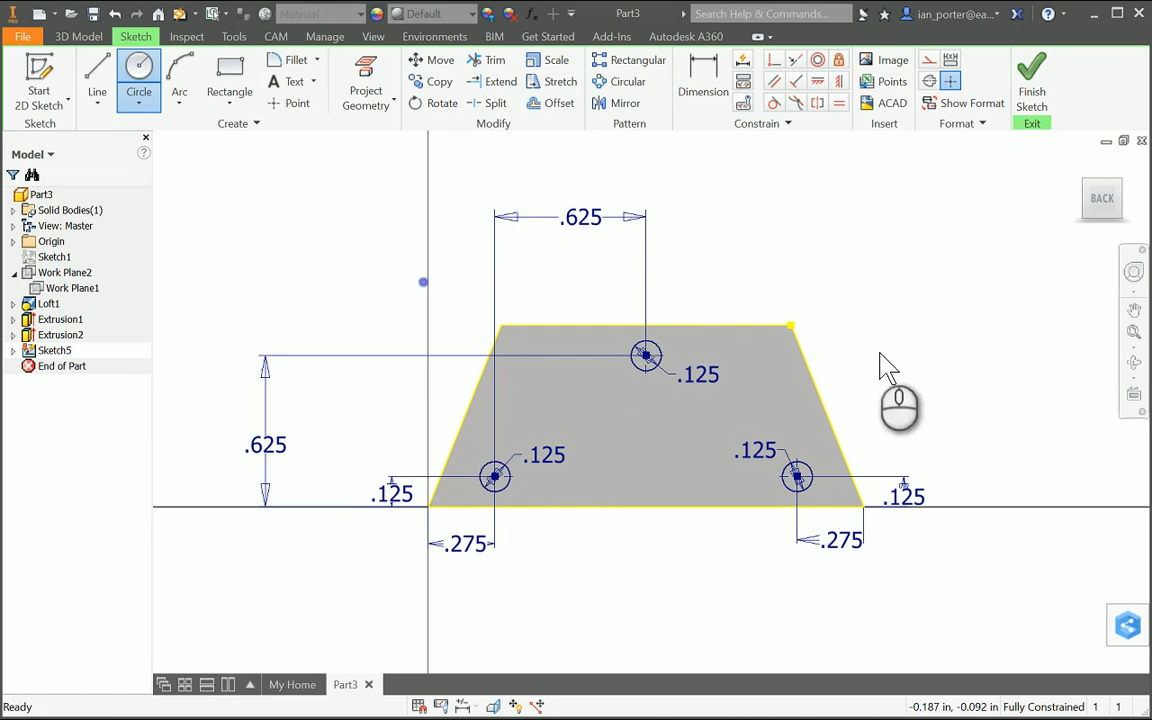 Material
Default
Part3
Search Help & Commands...
ian_porter@ea...
PRO
File
3D Model
Sketch
Inspect
Tools
CAM
Manage
View
Environments
BIM
Get Started
Add-Ins
Autodesk A360
Start
2D Sketch
Sketch
Line
Circle
Arc
Rectangle
Fillet
Text
Point
Create
Project
Geometry
Move
Copy
Rotate
Trim
Extend
Split
Scale
Stretch
Offset
Modify
Rectangular
Circular
Mirror
Pattern
Dimension
Constrain
Image
Points
ACAD
Insert
Show Format
Format
Finish
Sketch
Exit
Model
Part3
Solid Bodies(1)
View: Master
Origin
Sketch1
Work Plane2
Work Plane1
Loft1
Extrusion1
Extrusion2
Sketch5
End of Part
BACK
.625
.125
.625
.125
.125
.125
.125
.275
.275
My Home
Part3
Ready
-0.187 in, -0.092 in
Fully Constrained
1
1